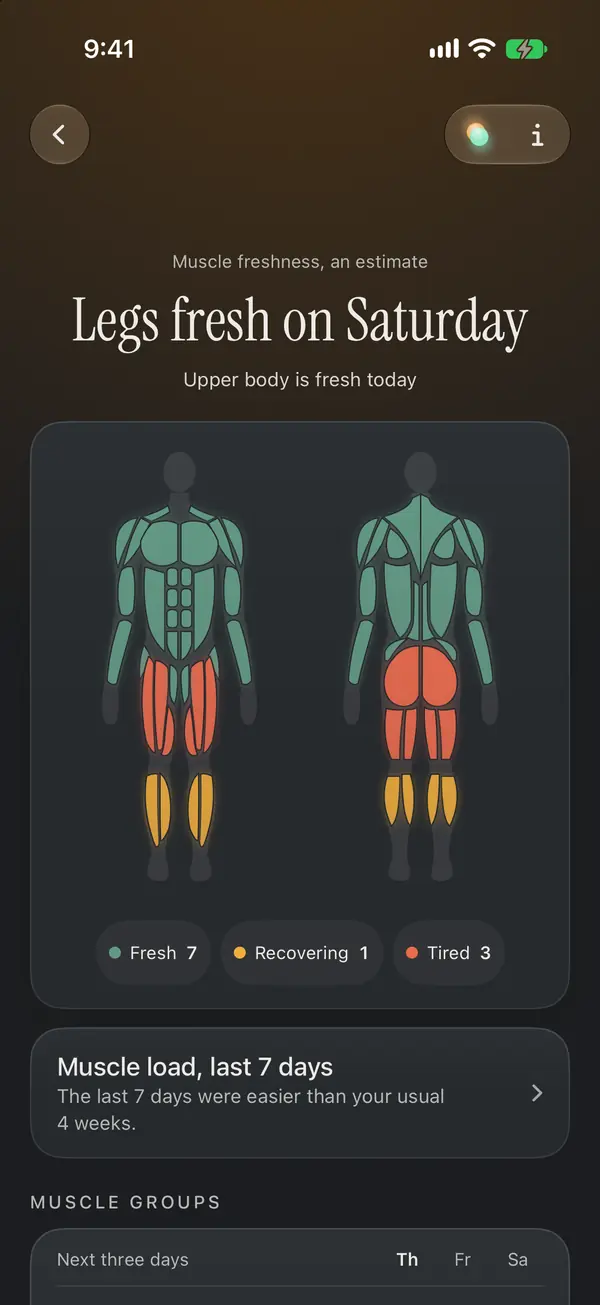 9:41
i
Muscle freshness, an estimate
Legs fresh on Saturday
Upper body is fresh today
Fresh 7 Recovering 1 Tired 3
Muscle load, last 7 days
The last 7 days were easier than your usual
4 weeks.
MUSCLE GROUPS
Next three days Th Fr Sa